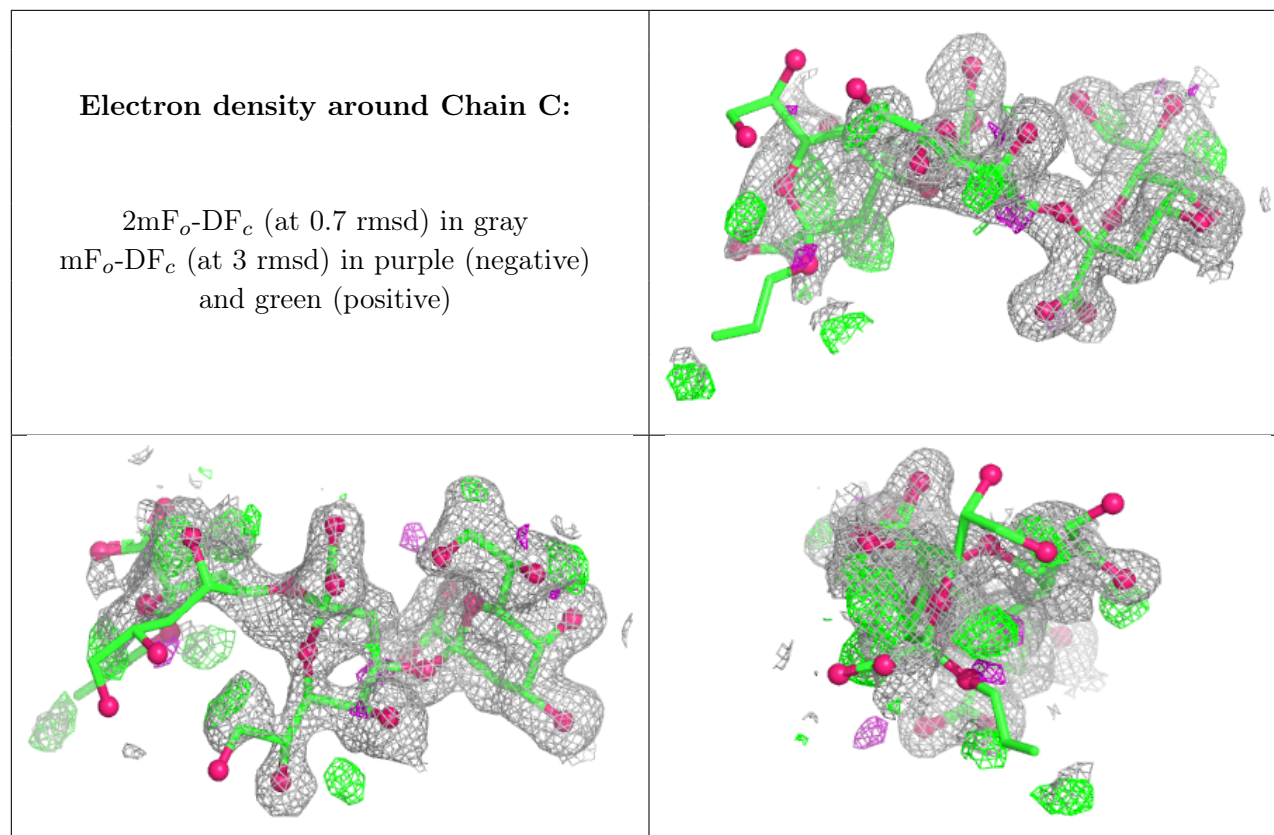 Electron density around Chain C:
2mFₒ-DF𝒸 (at 0.7 rmsd) in gray
mFₒ-DF𝒸 (at 3 rmsd) in purple (negative)
and green (positive)